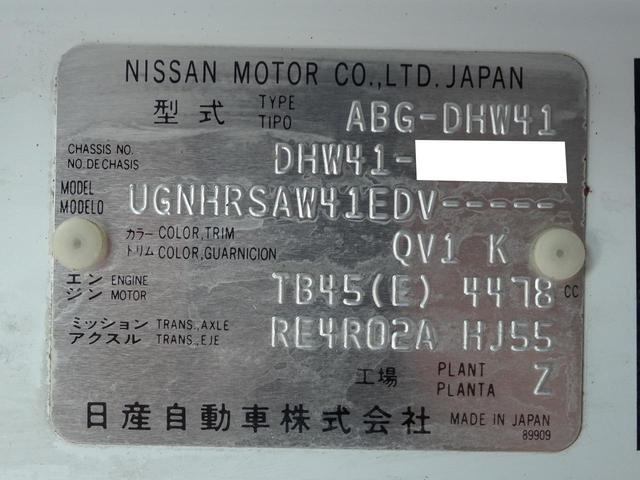 NISSAN MOTOR CO.,LTD. JAPAN
型式 TYPE TIPO ABG-DHW41
CHASSIS NO. NO. DE CHASIS DHW41-
MODEL MODELO UGNHRSAW41EDV-----
カラー COLOR, TRIM
トリム COLOR, GUARNICION QV1 K
エンジン ENGINE MOTOR TB45(E) 4478 CC
ミッション TRANS., AXLE
アクスル TRANS., EJE RE4R02A HJ55
工場 PLANT PLANTA Z
日産自動車株式会社 MADE IN JAPAN
89909